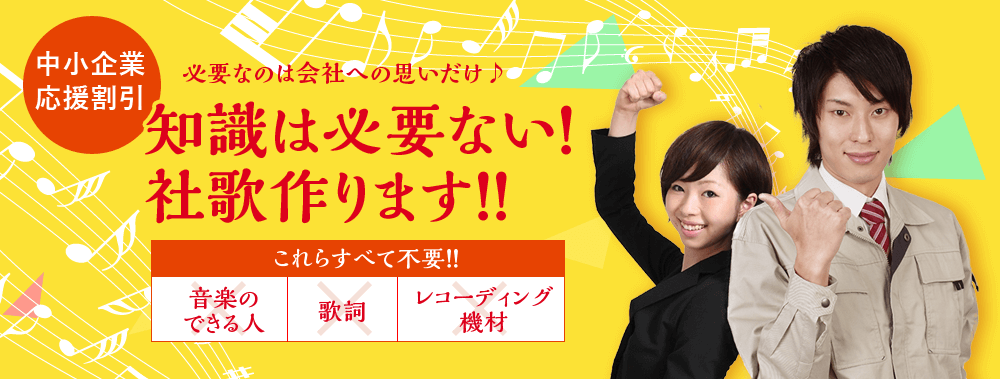 中小企業
応援割引
必要なのは会社への思いだけ♪
知識は必要ない!
社歌作ります!!
これらすべて不要!!
音楽の
できる人
歌詞
レコーディング
機材